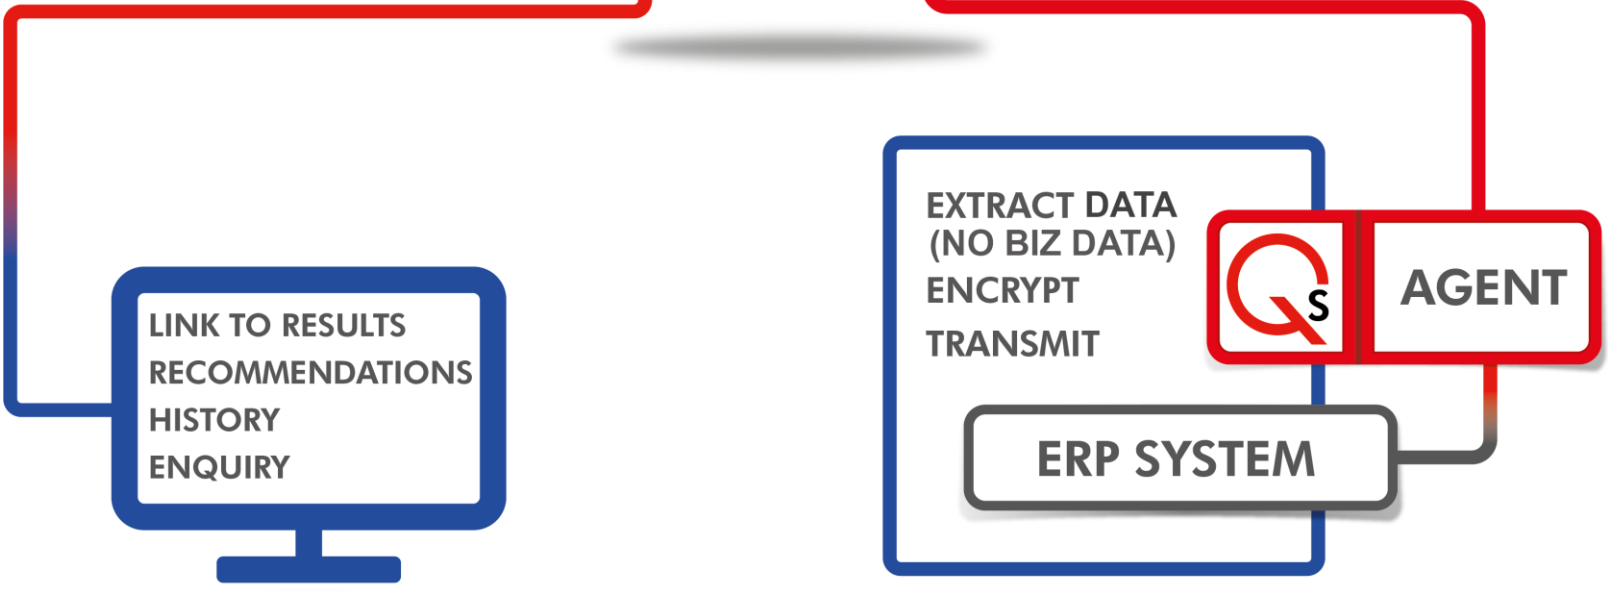 LINK TO RESULTS
RECOMMENDATIONS
HISTORY
ENQUIRY
EXTRACT DATA
(NO BIZ DATA)
ENCRYPT
TRANSMIT
QS
AGENT
ERP SYSTEM